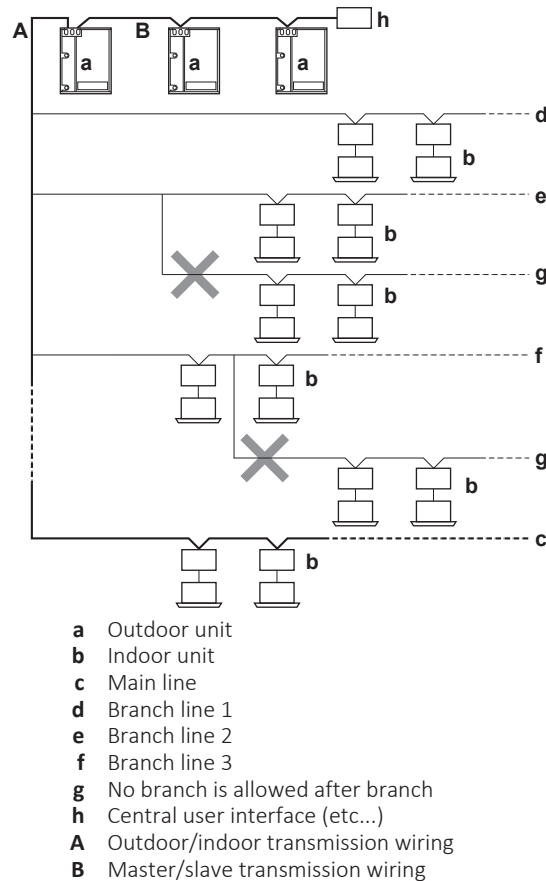 A B h
a a a
d
b
e
b
g
b
f
b
g
b
c
b
a Outdoor unit
b Indoor unit
c Main line
d Branch line 1
e Branch line 2
f Branch line 3
g No branch is allowed after branch
h Central user interface (etc...)
A Outdoor/indoor transmission wiring
B Master/slave transmission wiring